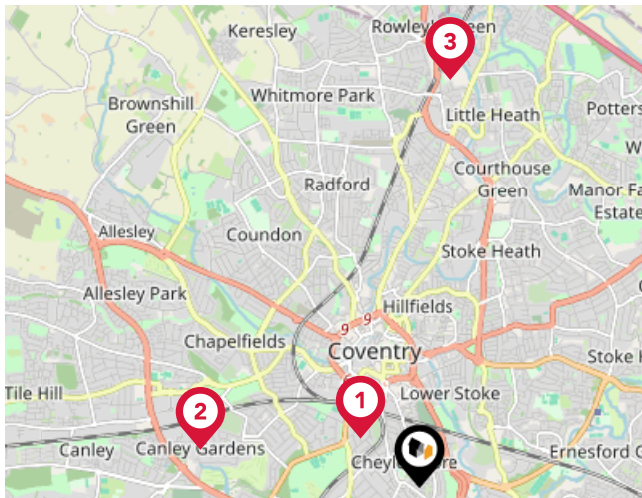 Keresley
Rowley Green
3
Whitmore Park
Brownshill
Green
Little Heath
Potters
W
Courthouse
Green
Radford
Manor Fa
Estate
Allesley
Coundon
Stoke Heath
Allesley Park
Hillfields
9
9
Chapelfields
Coventry
Stoke H
Tile Hill
Lower Stoke
1
2
Canley
Canley Gardens
Cheyle ore
Ernesford G